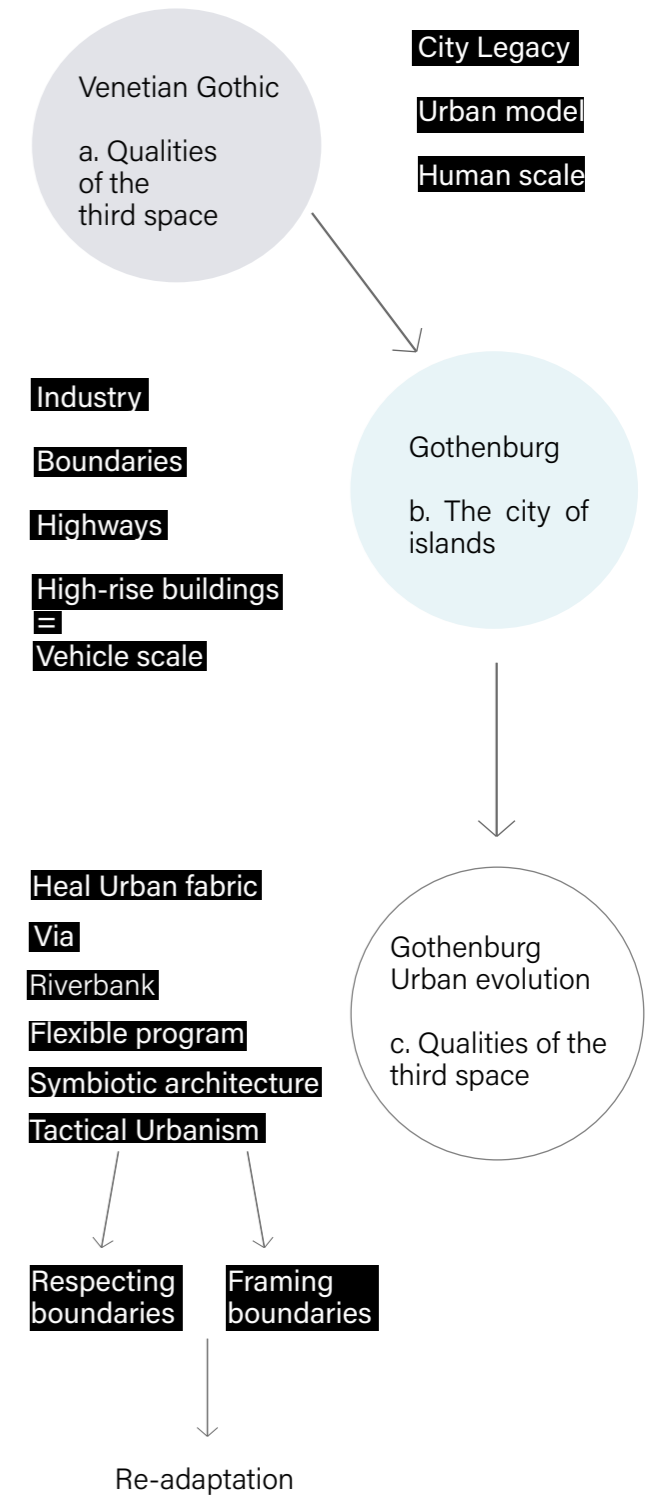 Venetian Gothic
a. Qualities
of the
third space
City Legacy
Urban model
Human scale
Industry
Boundaries
Highways
High-rise buildings
=
Vehicle scale
Gothenburg
b. The city of
islands
Heal Urban fabric
Via
Riverbank
Flexible program
Symbiotic architecture
Tactical Urbanism
Gothenburg
Urban evolution
c. Qualities of the
third space
Respecting
boundaries
Framing
boundaries
Re-adaptation